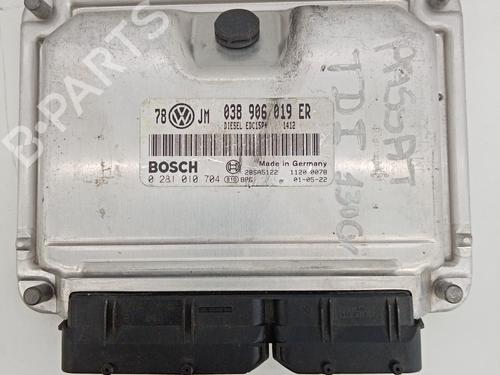 78 JM 038 906 019 ER
DIESEL EDC15P+ 1412
BOSCH
Made in Germany
28SA5122 1120 0078
0 281 010 704 01-05-22
PASSAT
TDI
130CV
B-PARTS